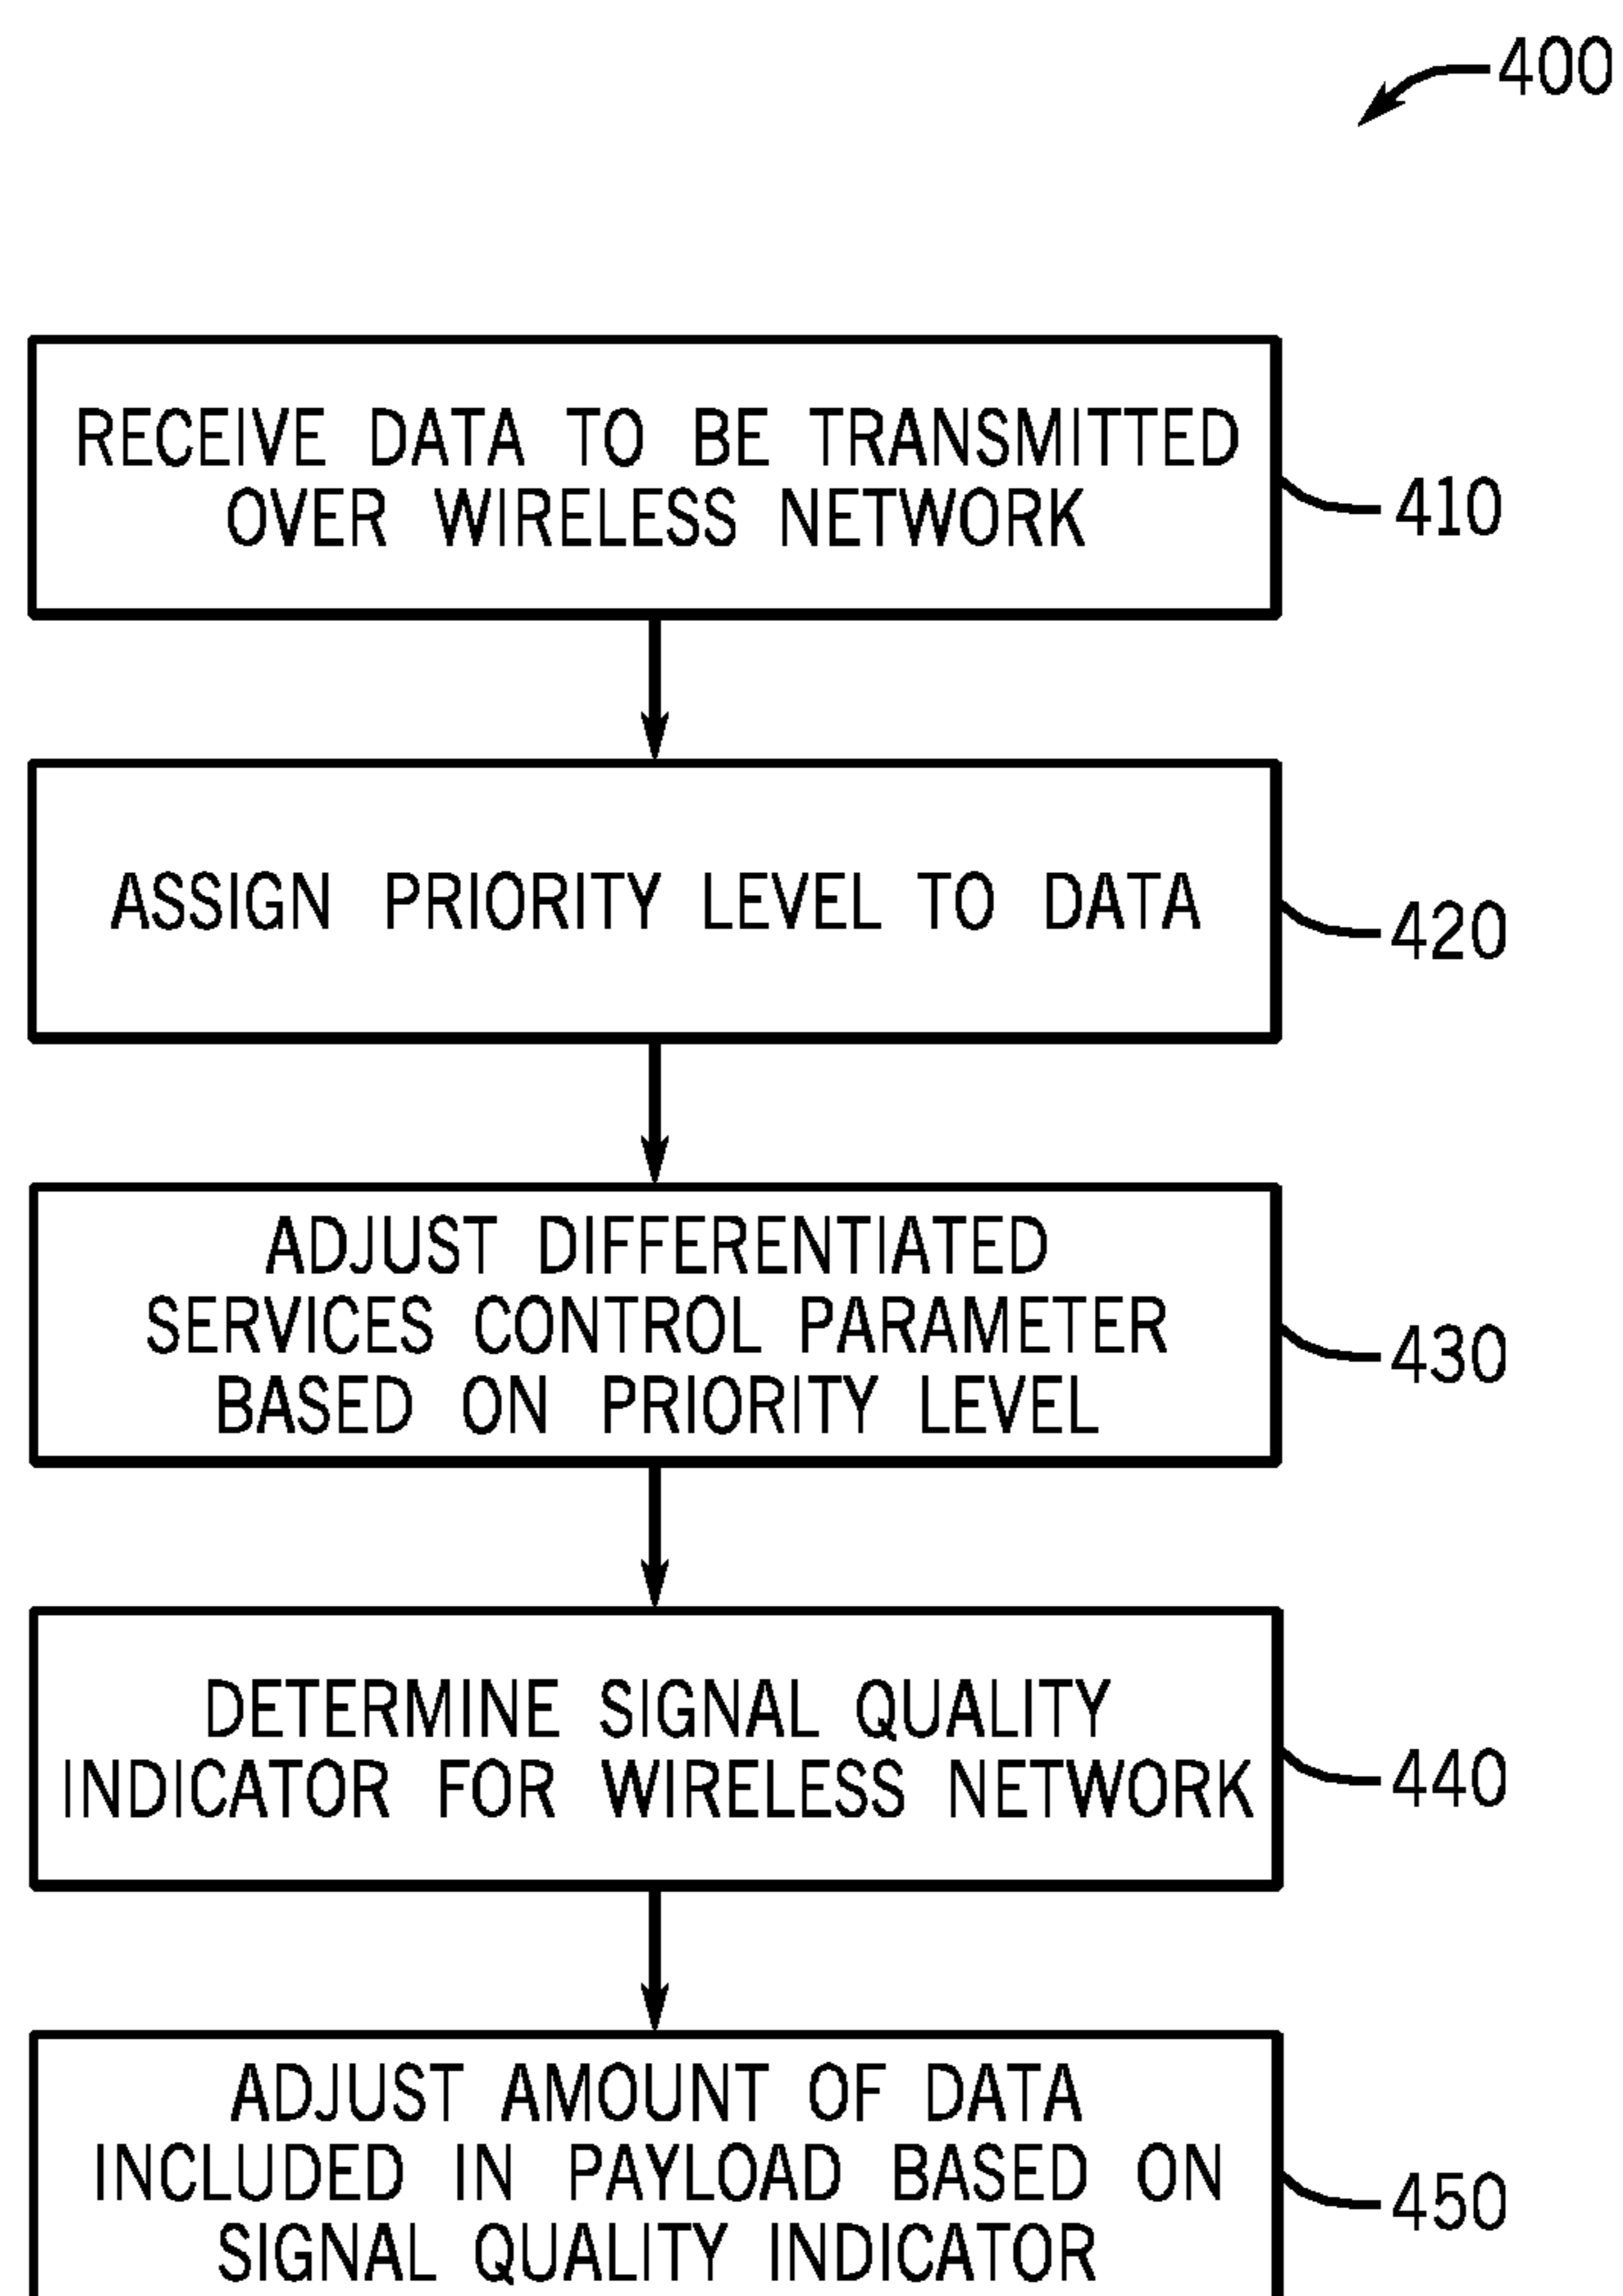 400
RECEIVE DATA TO BE TRANSMITTED
OVER WIRELESS NETWORK
410
ASSIGN PRIORITY LEVEL TO DATA
420
ADJUST DIFFERENTIATED
SERVICES CONTROL PARAMETER
BASED ON PRIORITY LEVEL
430
DETERMINE SIGNAL QUALITY
INDICATOR FOR WIRELESS NETWORK
440
ADJUST AMOUNT OF DATA
INCLUDED IN PAYLOAD BASED ON
SIGNAL QUALITY INDICATOR
450